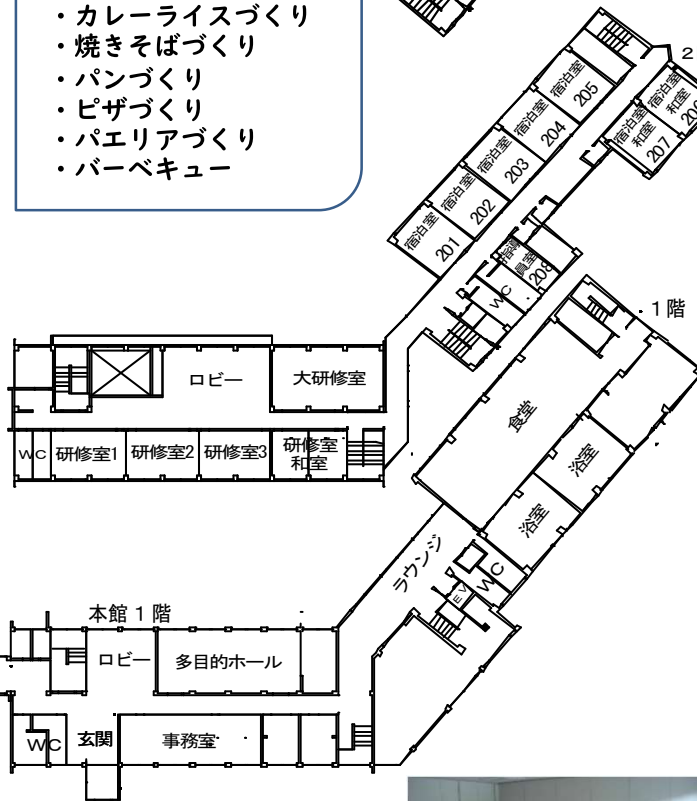 ・カレーライスづくり
・焼きそばづくり
・パンづくり
・ピザづくり
・パエリアづくり
・バーベキュー
2
宿泊室
205
宿泊室
204
宿泊室
203
宿泊室
202
宿泊室
201
宿泊室
和室
宿泊室
和室
207
指導
員室
208
WC
1階
ロビー
大研修室
食堂
WC
研修室1
研修室2
研修室3
研修室
和室
浴室
浴室
ラウンジ
WC
EV
本館1階
ロビー
多目的ホール
WC
玄関
事務室